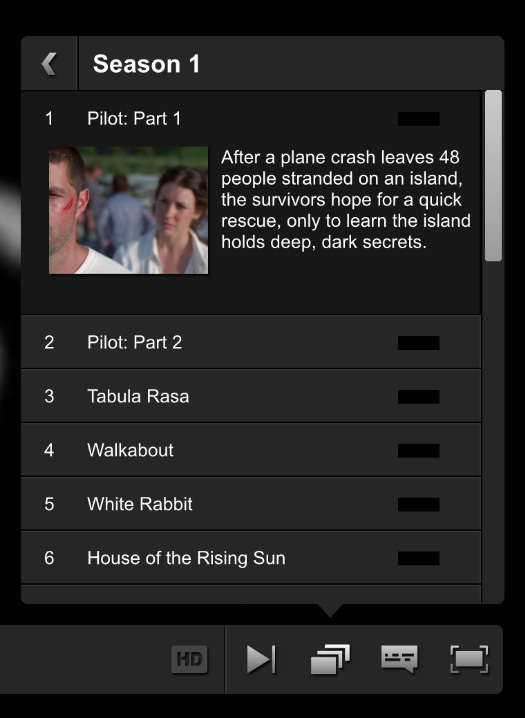 Season 1
1 Pilot: Part 1
After a plane crash leaves 48
people stranded on an island,
the survivors hope for a quick
rescue, only to learn the island
holds deep, dark secrets.
2 Pilot: Part 2
3 Tabula Rasa
4 Walkabout
5 White Rabbit
6 House of the Rising Sun
HD